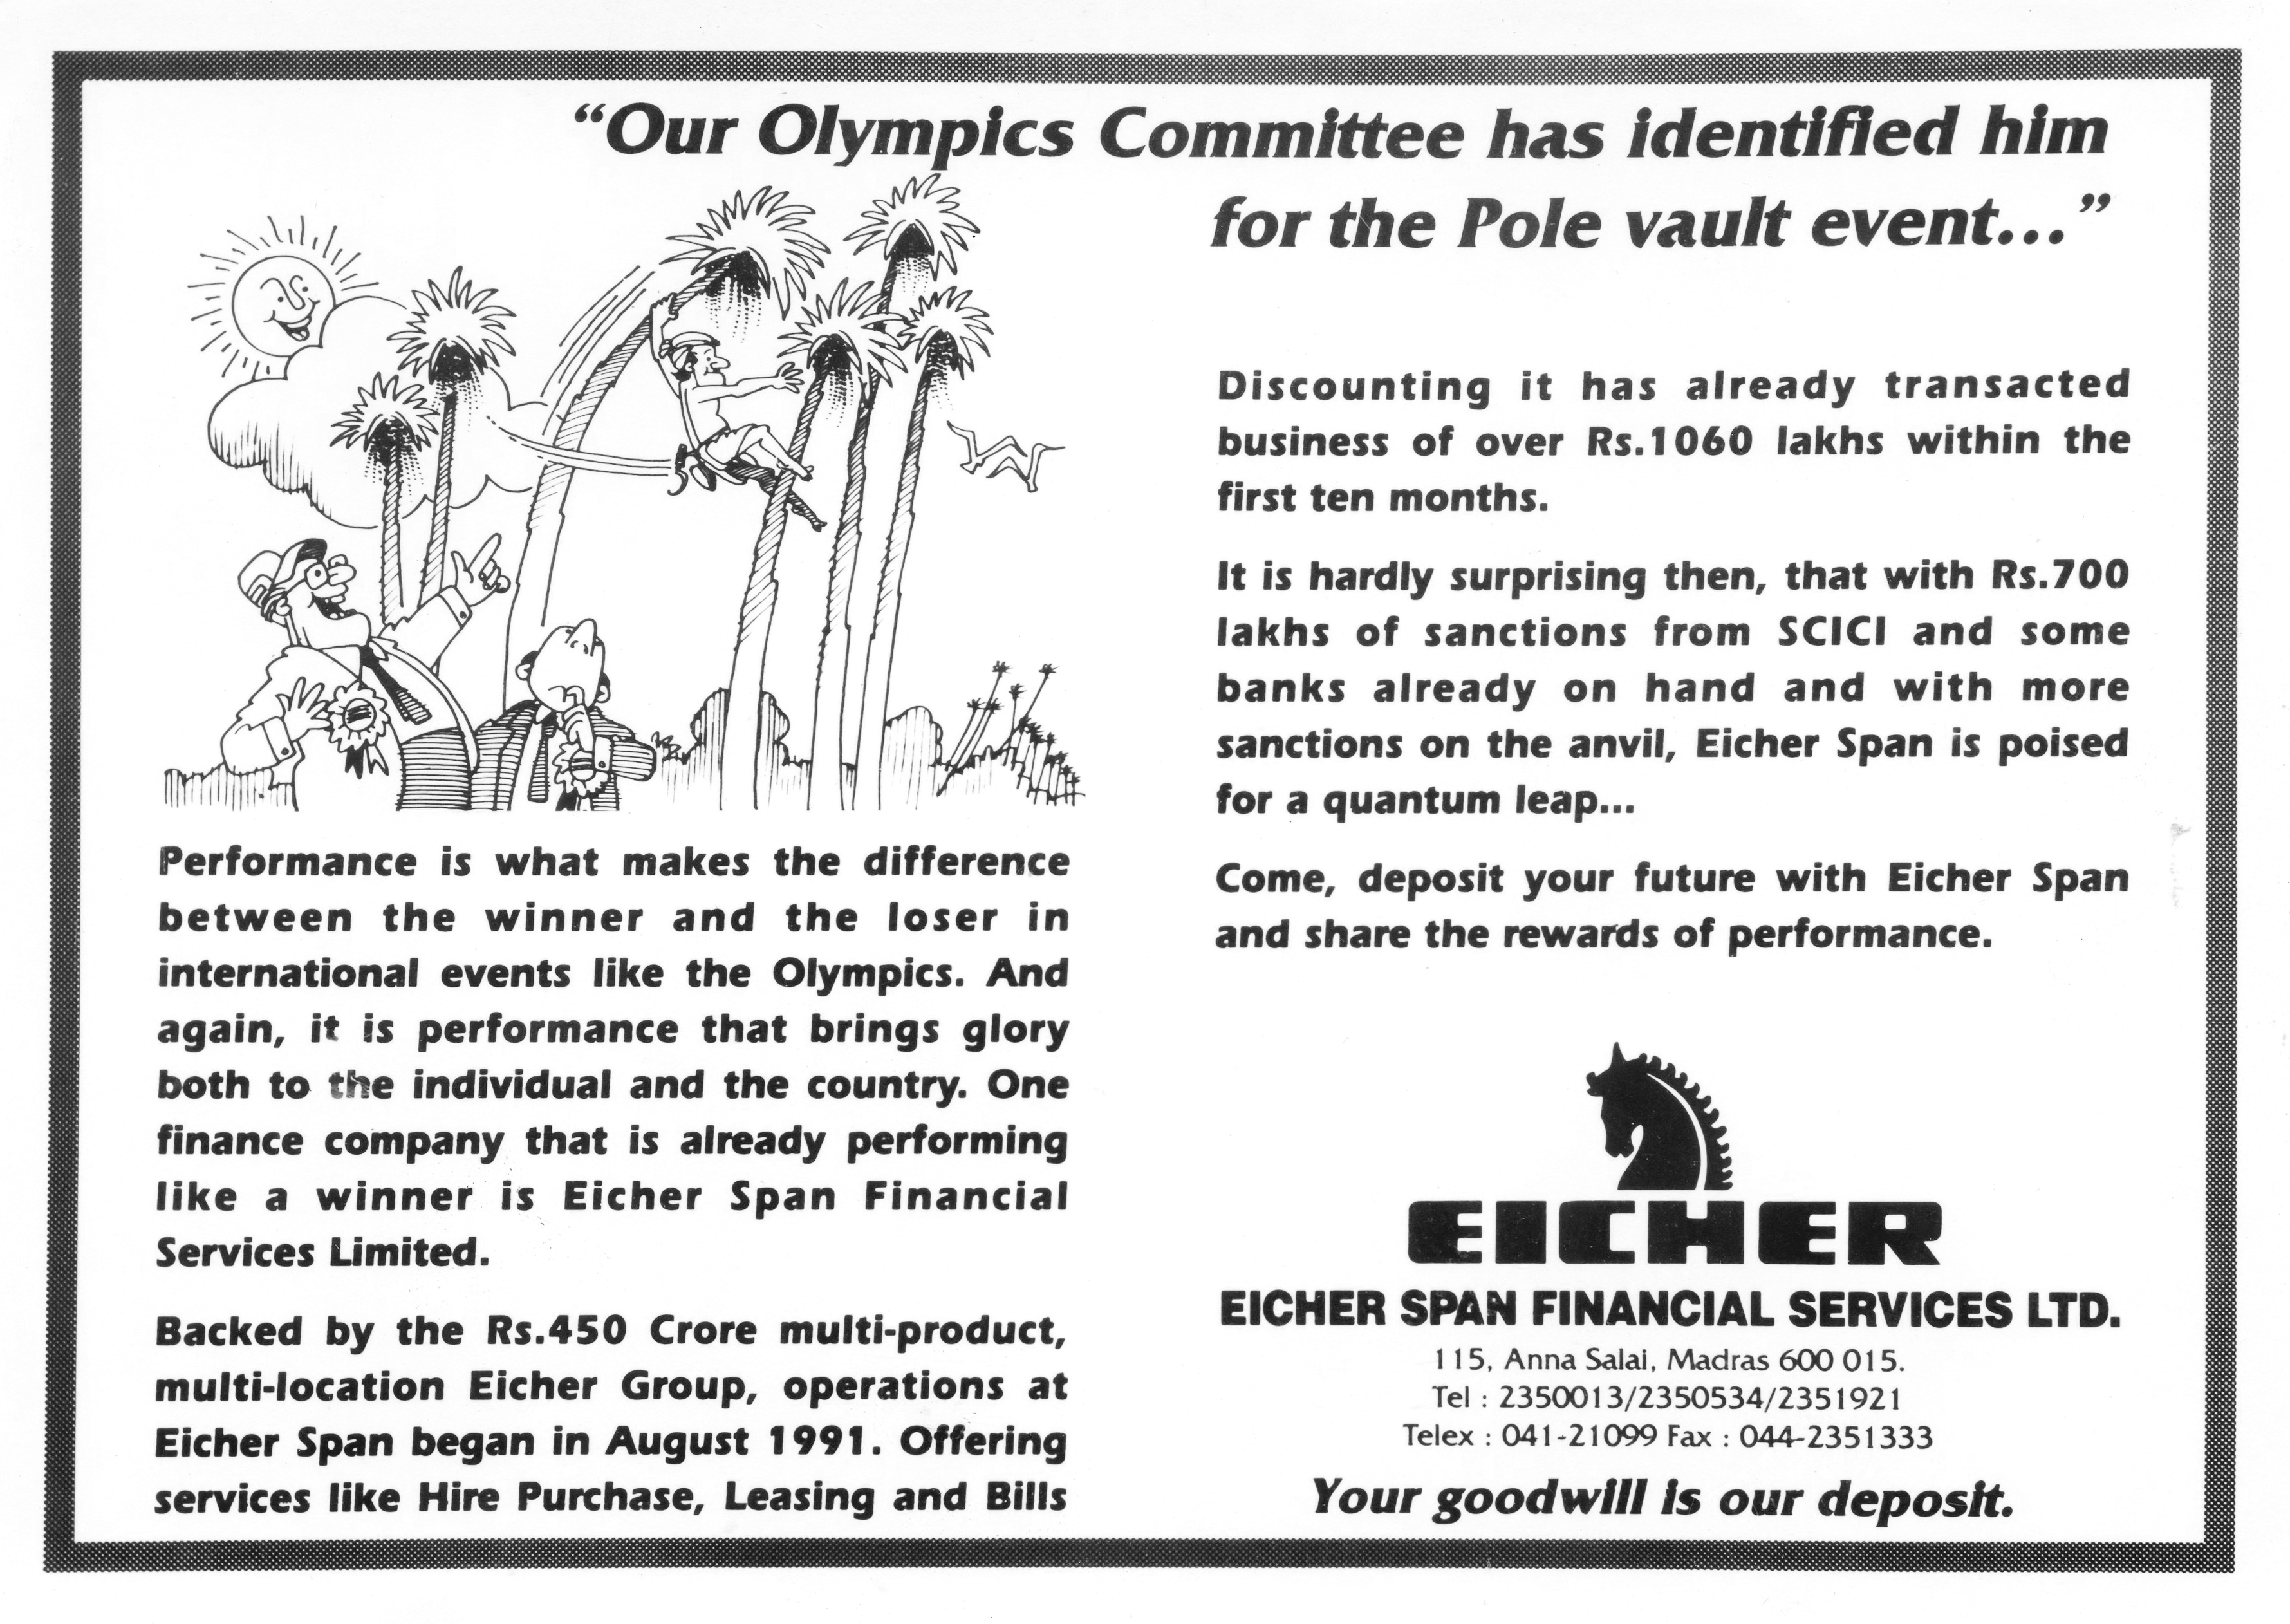 “Our Olympics Committee has identified him
for the Pole vault event...”
Performance is what makes the difference
between the winner and the loser in
international events like the Olympics. And
again, it is performance that brings glory
both to the individual and the country. One
finance company that is already performing
like a winner is Eicher Span Financial
Services Limited.
Backed by the Rs.450 Crore multi-product,
multi-location Eicher Group, operations at
Eicher Span began in August 1991. Offering
services like Hire Purchase, Leasing and Bills
Discounting it has already transacted
business of over Rs.1060 lakhs within the
first ten months.
It is hardly surprising then, that with Rs.700
lakhs of sanctions from SCICI and some
banks already on hand and with more
sanctions on the anvil, Eicher Span is poised
for a quantum leap...
Come, deposit your future with Eicher Span
and share the rewards of performance.
EICHER
EICHER SPAN FINANCIAL SERVICES LTD.
115, Anna Salai, Madras 600 015.
Tel : 2350013/2350534/2351921
Telex : 041-21099 Fax : 044-2351333
Your goodwill is our deposit.